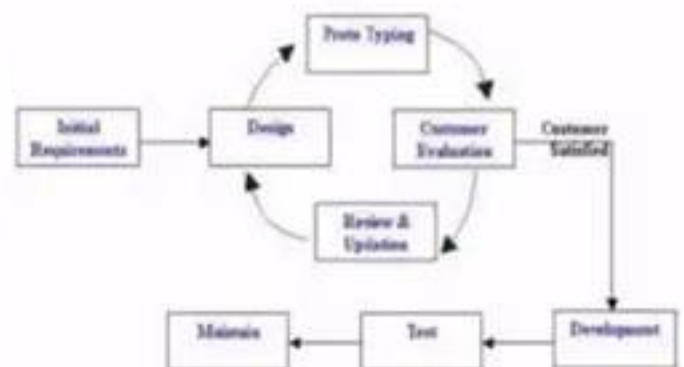 Proto Typing
Initial
Requirements
Design
Customer
Evaluation
Customer
Satisfied
Review &
Updation
Maintain
Test
Development